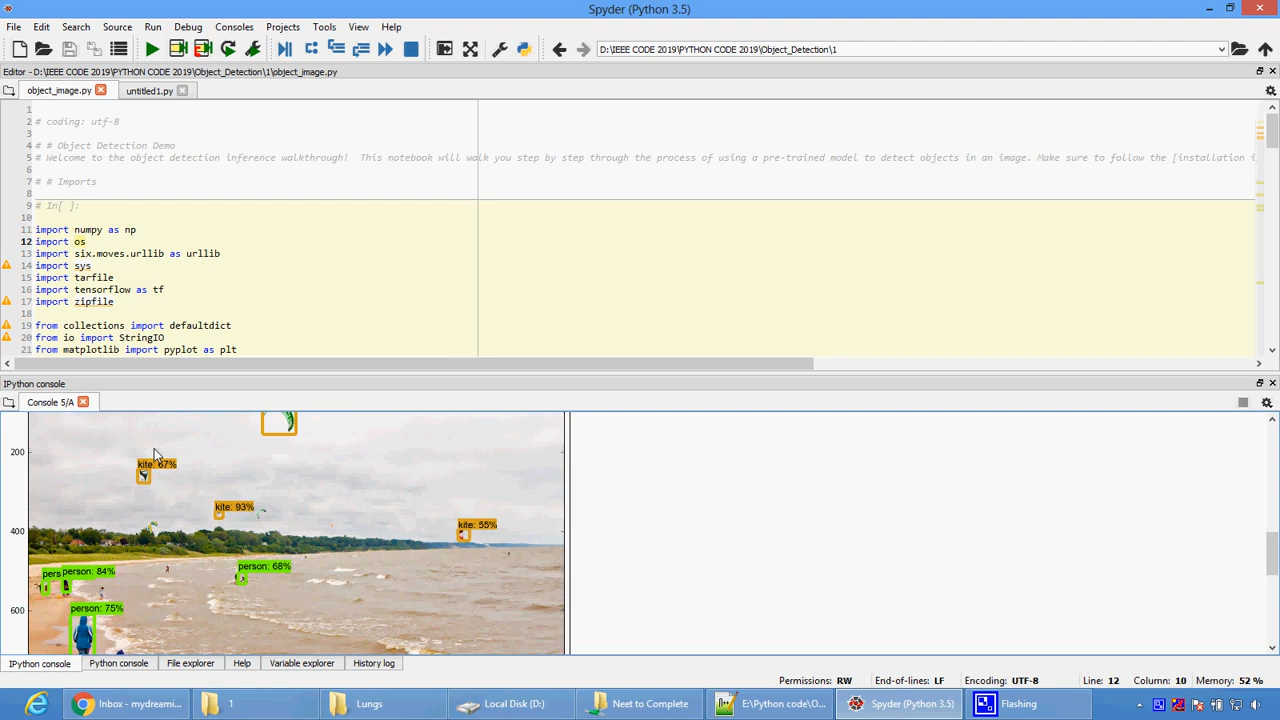 Spyder (Python 3.5)
File Edit Search Source Run Debug Consoles Projects Tools View Help
D:\IEEE CODE 2019\PYTHON CODE 2019\Object_Detection\1
Editor - D:\IEEE CODE 2019\PYTHON CODE 2019\Object_Detection\1\object_image.py
object_image.py untitled1.py
1
2 # coding: utf-8
3
4 # # Object Detection Demo
5 # Welcome to the object detection inference walkthrough!  This notebook will walk you step by step through the process of using a pre-trained model to detect objects in an image. Make sure to follow the [installation i
6
7 # # Imports
8
9 # In[ ]:
10
11 import numpy as np
12 import os
13 import six.moves.urllib as urllib
14 import sys
15 import tarfile
16 import tensorflow as tf
17 import zipfile
18
19 from collections import defaultdict
20 from io import StringIO
21 from matplotlib import pyplot as plt
IPython console
Console 5/A
200
kite: 67%
kite: 93%
400
kite: 55%
person: 68%
pers person: 84%
600
person: 75%
IPython console Python console File explorer Help Variable explorer History log
Permissions: RW End-of-lines: LF Encoding: UTF-8 Line: 12 Column: 10 Memory: 52 %
Inbox - mydreami... 1 Lungs Local Disk (D:) Neet to Complete E:\Python code\O... Spyder (Python 3.5) Flashing